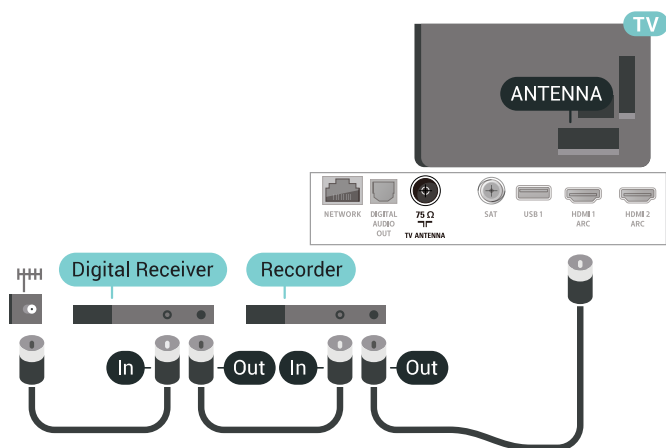 TV
ANTENNA
NETWORK
DIGITAL
AUDIO
OUT
75 Ω
TV ANTENNA
SAT
USB 1
HDMI 1
ARC
HDMI 2
ARC
Digital Receiver
Recorder
In
Out
In
Out